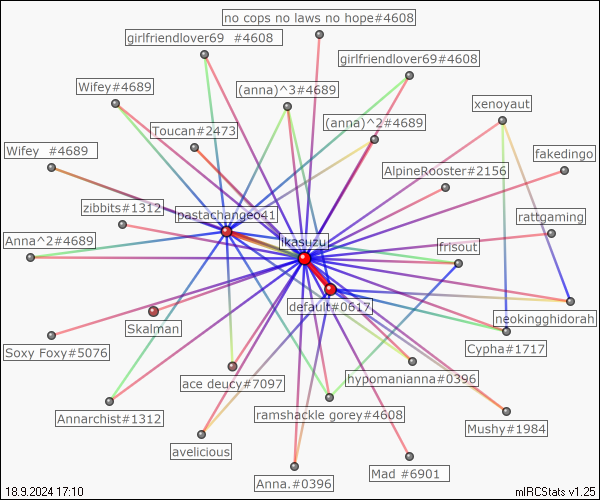 no cops no laws no hope#4608
girlfriendlover69 #4608
girlfriendlover69#4608
Wifey#4689
(anna)^3#4689
xenoyaut
(anna)^2#4689
Toucan#2473
Wifey #4689
fakedingo
AlpineRooster#2156
zibbits#1312
pastachangeo41
rattgaming
Anna^2#4689
ikasuzu
frisout
default#0617
neokingghidorah
Skalman
Cypha#1717
Soxy Foxy#5076
hypomanianna#0396
ace deucy#7097
ramshackle gorey#4608
Annarchist#1312
Mushy#1984
avelicious
Mad #6901
Anna.#0396
18.9.2024 17:10
mIRCStats v1.25